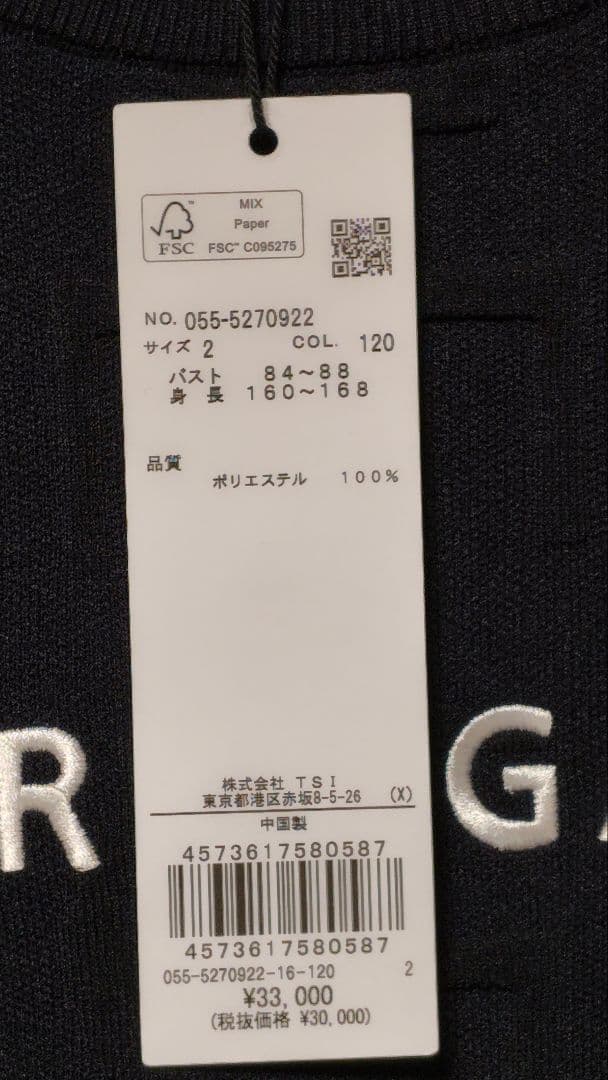 MIX
Paper
FSC™ C095275
FSC
NO. 055-5270922
サイズ 2 COL. 120
バスト 84～88
身 長 160～168
品質
ポリエステル 100%
株式会社 TSI
東京都港区赤坂8-5-26 (X)
中国製
4573617580587
4573617580587
055-5270922-16-120 2
¥33,000
(税抜価格 ¥30,000)
R G